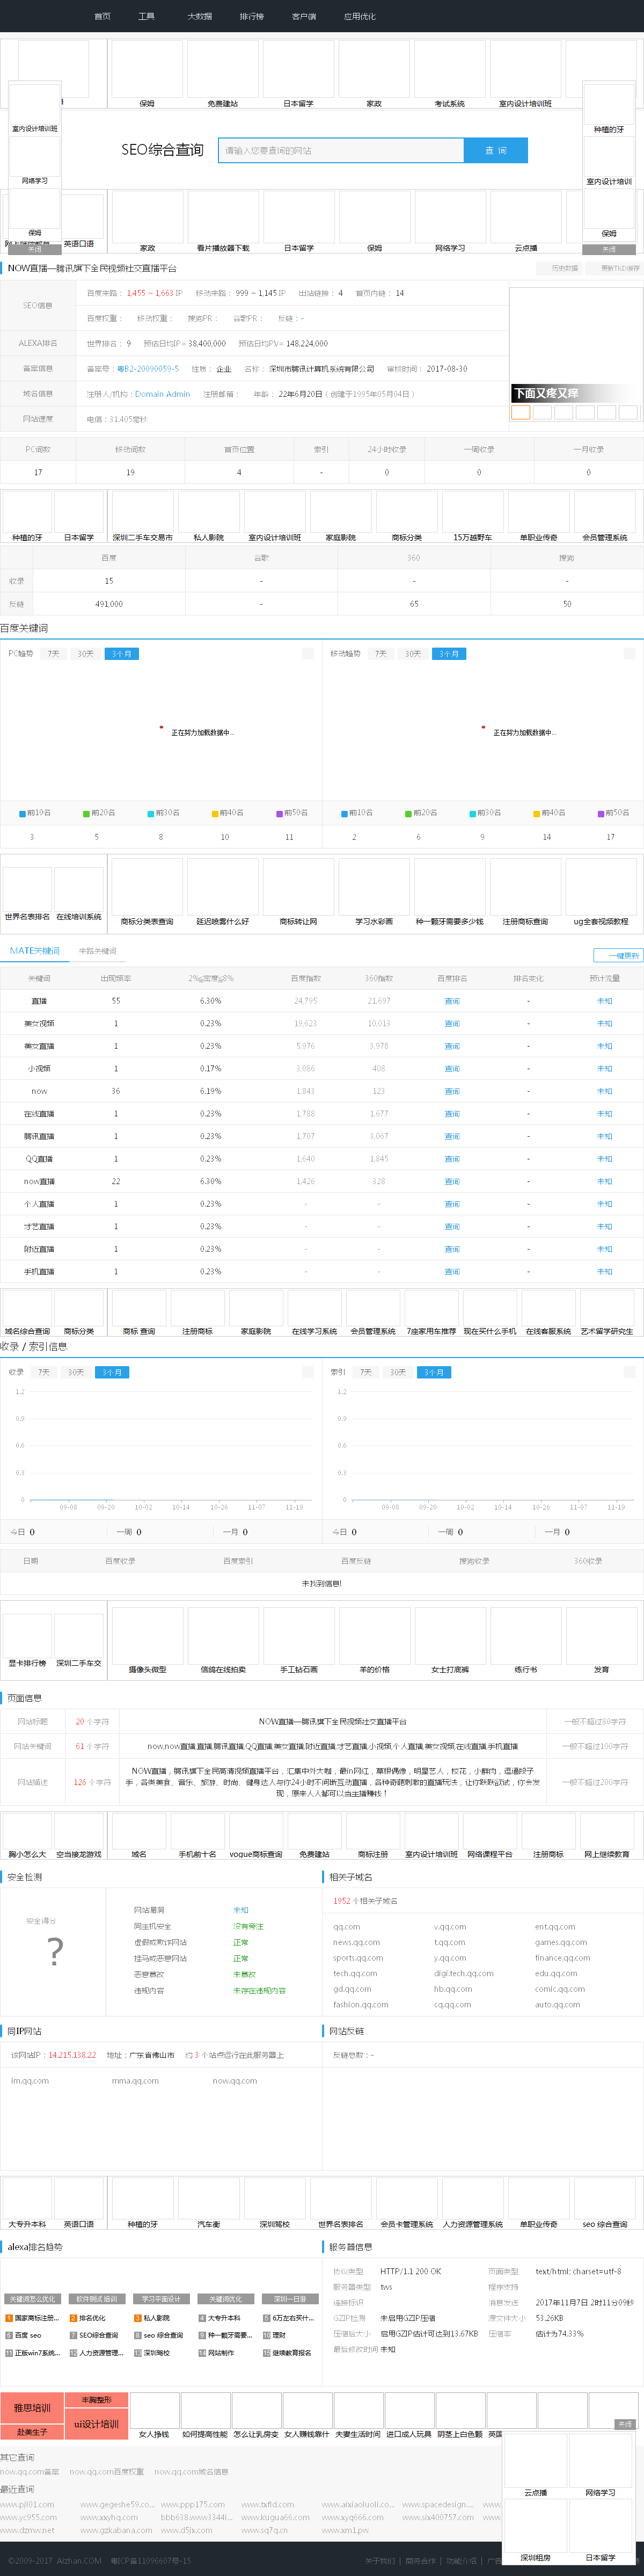 首页 工具 大数据 排行榜 客户端 应用优化
保姆 免费建站 日本留学 家政 考试系统 室内设计培训班
室内设计培训班
网络学习
保姆
关闭
种植的牙
室内设计培训
保姆
关闭
SEO综合查询 请输入您要查询的网站 查 询
英语口语 家政 看片播放器下载 日本留学 保姆 网络学习 云点播
NOW直播—腾讯旗下全民视频社交直播平台 历史数据 更新TKD/缓存
SEO信息 百度来路： 1,455 ~ 1,663 IP 移动来路： 999 ~ 1,145 IP 出站链接： 4 首页内链： 14
百度权重： 移动权重： 搜狗PR： 谷歌PR： 反链：-
ALEXA排名 世界排名： 9 预估日均IP≈ 38,400,000 预估日均PV≈ 148,224,000
备案信息 备案号：粤B2-20090059-5 性质： 企业 名称： 深圳市腾讯计算机系统有限公司 审核时间： 2017-08-30
域名信息 注册人/机构：Domain Admin 注册邮箱： 年龄： 22年6月20日（创建于1995年05月04日）
网站速度 电信：31.405毫秒
下面又疼又痒
PC词数 移动词数 首页位置 索引 24小时收录 一周收录 一月收录
17 19 4 - 0 0 0
种植的牙 日本留学 深圳二手车交易市 私人影院 室内设计培训班 家庭影院 商标分类 15万越野车 单职业传奇 会员管理系统
百度 谷歌 360 搜狗
收录 15 - - -
反链 491,000 - 65 50
百度关键词
PC趋势 7天 30天 3个月 移动趋势 7天 30天 3个月
正在努力加载数据中... 正在努力加载数据中...
前10名 前20名 前30名 前40名 前50名 前10名 前20名 前30名 前40名 前50名
3 5 8 10 11 2 6 9 14 17
世界名表排名 在线培训系统 商标分类表查询 延迟喷雾什么好 商标转让网 学习水彩画 种一颗牙需要多少钱 注册商标查询 ug全套视频教程
MATE关键词 来路关键词 一键更新
关键词 出现频率 2%≦密度≦8% 百度指数 360指数 百度排名 排名变化 预计流量
直播 55 6.30% 24,795 21,697 查询 - 未知
美女视频 1 0.23% 19,623 10,013 查询 - 未知
美女直播 1 0.23% 5,976 3,978 查询 - 未知
小视频 1 0.17% 3,086 408 查询 - 未知
now 36 6.19% 1,843 123 查询 - 未知
在线直播 1 0.23% 1,788 1,677 查询 - 未知
腾讯直播 1 0.23% 1,707 3,067 查询 - 未知
QQ直播 1 0.23% 1,640 1,845 查询 - 未知
now直播 22 6.30% 1,426 328 查询 - 未知
个人直播 1 0.23% - - 查询 - 未知
才艺直播 1 0.23% - - 查询 - 未知
附近直播 1 0.23% - - 查询 - 未知
手机直播 1 0.23% - - 查询 - 未知
域名综合查询 商标分类 商标 查询 注册商标 家庭影院 在线学习系统 会员管理系统 7座家用车推荐 现在买什么手机 在线客服系统 艺术留学研究生
收录 / 索引信息
收录 7天 30天 3个月 索引 7天 30天 3个月
1.2 1.2
0.9 0.9
0.6 0.6
0.3 0.3
0 0
09-08 09-20 10-02 10-14 10-26 11-07 11-19 09-08 09-20 10-02 10-14 10-26 11-07 11-19
今日 0 一周 0 一月 0 今日 0 一周 0 一月 0
日期 百度收录 百度索引 百度反链 搜狗收录 360收录
未找到信息!
显卡排行榜 深圳二手车交 摄像头微型 信鸽在线拍卖 手工钻石画 羊的价格 女士打底裤 练行书 发育
页面信息
网站标题 20 个字符 NOW直播—腾讯旗下全民视频社交直播平台 一般不超过80字符
网站关键词 61 个字符 now,now直播,直播,腾讯直播,QQ直播,美女直播,附近直播,才艺直播,小视频,个人直播,美女视频,在线直播,手机直播 一般不超过100字符
网站描述 126 个字符 NOW直播，腾讯旗下全民高清视频直播平台，汇集中外大咖，最in网红，草根偶像，明星艺人，校花，小鲜肉，逗逼段子手，各类美食、音乐、旅游、时尚、健身达人与你24小时不间断互动直播，各种奇葩刺激的直播玩法，让你跃跃欲试，你会发现，原来人人都可以当主播赚钱！ 一般不超过200字符
胸小怎么大 空当接龙游戏 域名 手机前十名 vogue商标查询 免费建站 商标注册 室内设计培训班 网络课程平台 注册商标 网上继续教育
安全检测 相关子域名
安全得分
?
网站漏洞 未知
同主机安全 没有旁注
虚假或欺诈网站 正常
挂马或恶意网站 正常
恶意篡改 未篡改
违规内容 未存在违规内容
1952 个相关子域名
qq.com v.qq.com ent.qq.com
news.qq.com t.qq.com games.qq.com
sports.qq.com y.qq.com finance.qq.com
tech.qq.com digi.tech.qq.com edu.qq.com
gd.qq.com hb.qq.com comic.qq.com
fashion.qq.com cq.qq.com auto.qq.com
同IP网站 网站反链
该网站IP：14.215.138.22 地址：广东省佛山市 约 3 个站点运行在此服务器上 反链总数：-
im.qq.com mma.qq.com now.qq.com
大专升本科 英语口语 种植的牙 汽车衡 深圳驾校 世界名表排名 会员卡管理系统 人力资源管理系统 单职业传奇 seo 综合查询
alexa排名趋势 服务器信息
关键词怎么优化 软件测试 培训 学习平面设计 关键词优化 深圳一日游
1 国家商标注册... 2 排名优化 3 私人影院 4 大专升本科 5 6万左右买什...
6 百度 seo 7 SEO综合查询 8 seo 综合查询 9 种一颗牙需要... 10 理财
11 正版win7系统... 12 人力资源管理... 13 深圳驾校 14 网站制作 15 继续教育报名
协议类型 HTTP/1.1 200 OK 页面类型 text/html; charset=utf-8
服务器类型 tws 程序支持
连接标识 消息发送 2017年11月7日 2时11分09秒
GZIP检测 未启用GZIP压缩 源文件大小 53.26KB
压缩后大小 启用GZIP估计可达到13.67KB 压缩率 估计为74.33%
最后修改时间 未知
雅思培训 丰胸整形
赴美生子 ui设计培训
女人挣钱 如何提高性能 怎么让乳房变 女人赚钱靠什 夫妻生活时间 进口成人玩具 阴茎上白色颗 英国
关闭
云点播 网络学习
深圳租房 日本留学
其它查询
now.qq.com备案 now.qq.com百度权重 now.qq.com域名信息
最近查询
www.pjll01.com www.gegeshe59.co... www.ppp175.com www.txfld.com www.aixiaoluoli.co... www.spacedesign.... www.
www.yc955.com www.xxyhq.com bbb638.www3344l... www.kugua66.com www.xyq666.com www.six400757.com www.
www.dzmw.net www.gzkabana.com www.d5jx.com www.sq7q.cn www.xm1.pw
©2009-2017 Aizhan.COM 粤ICP备11096607号-15 关于我们 | 商务合作 | 功能介绍 | 广告